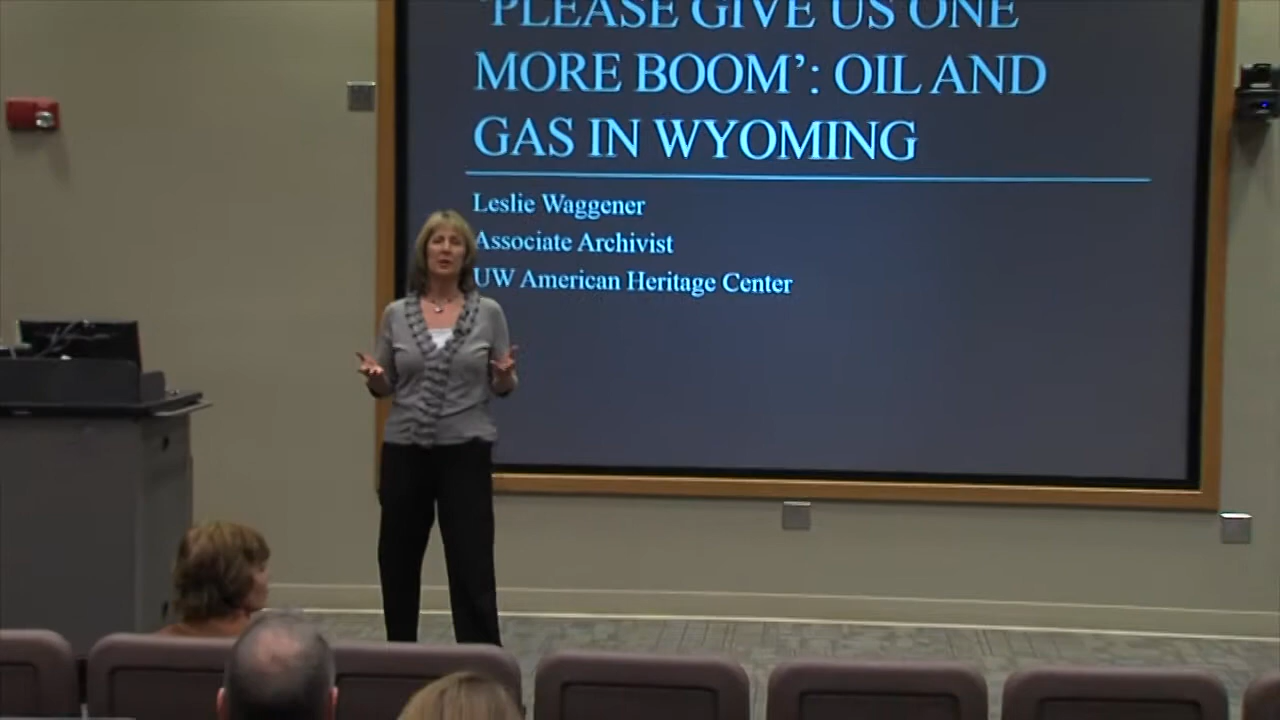 'PLEASE GIVE US ONE
MORE BOOM’: OIL AND
GAS IN WYOMING
Leslie Waggener
Associate Archivist
UW American Heritage Center